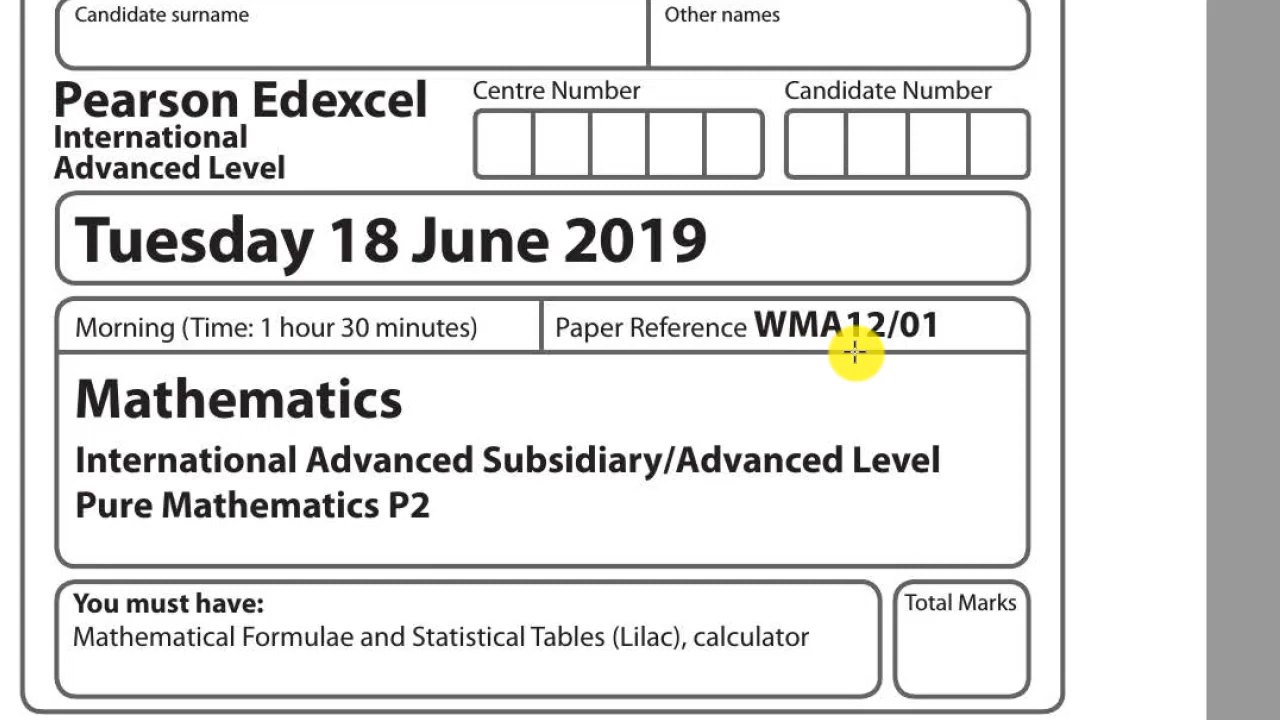 Candidate surname
Other names
Pearson Edexcel
International
Advanced Level
Centre Number
Candidate Number
Tuesday 18 June 2019
Morning (Time: 1 hour 30 minutes)
Paper Reference WMA12/01
Mathematics
International Advanced Subsidiary/Advanced Level
Pure Mathematics P2
You must have:
Mathematical Formulae and Statistical Tables (Lilac), calculator
Total Marks